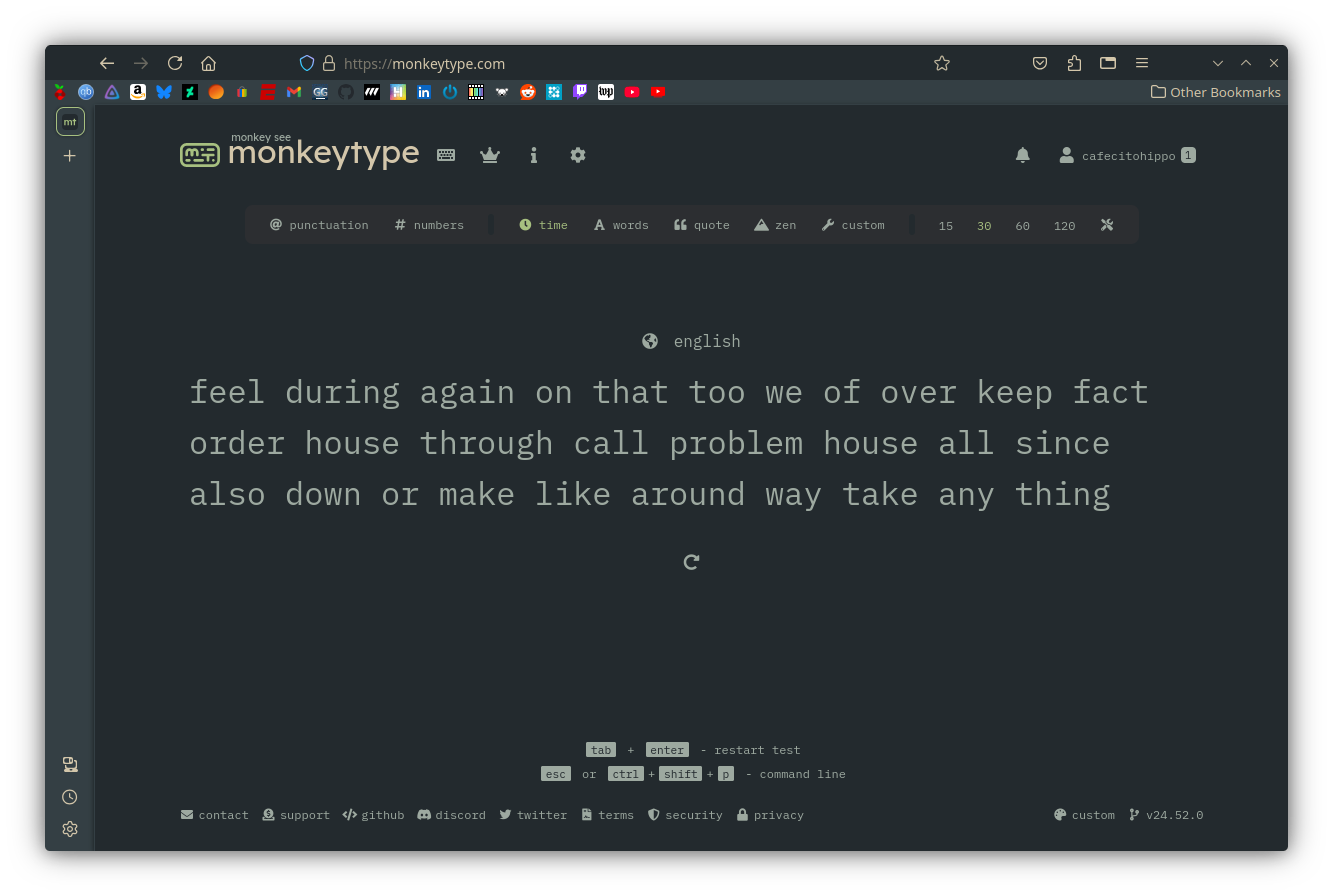 https://monkeytype.com
Other Bookmarks
mt
monkey see
monkeytype
cafecitohippo 1
@ punctuation # numbers time A words quote zen custom 15 30 60 120
english
feel during again on that too we of over keep fact
order house through call problem house all since
also down or make like around way take any thing
tab + enter - restart test
esc or ctrl + shift + p - command line
contact support </> github discord twitter terms security privacy custom v24.52.0